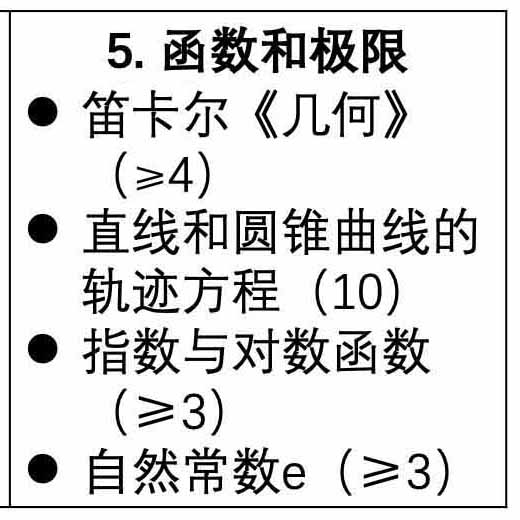 5. 函数和极限
● 笛卡尔《几何》
（⩾4）
● 直线和圆锥曲线的
轨迹方程（10）
● 指数与对数函数
（⩾3）
● 自然常数e（⩾3）